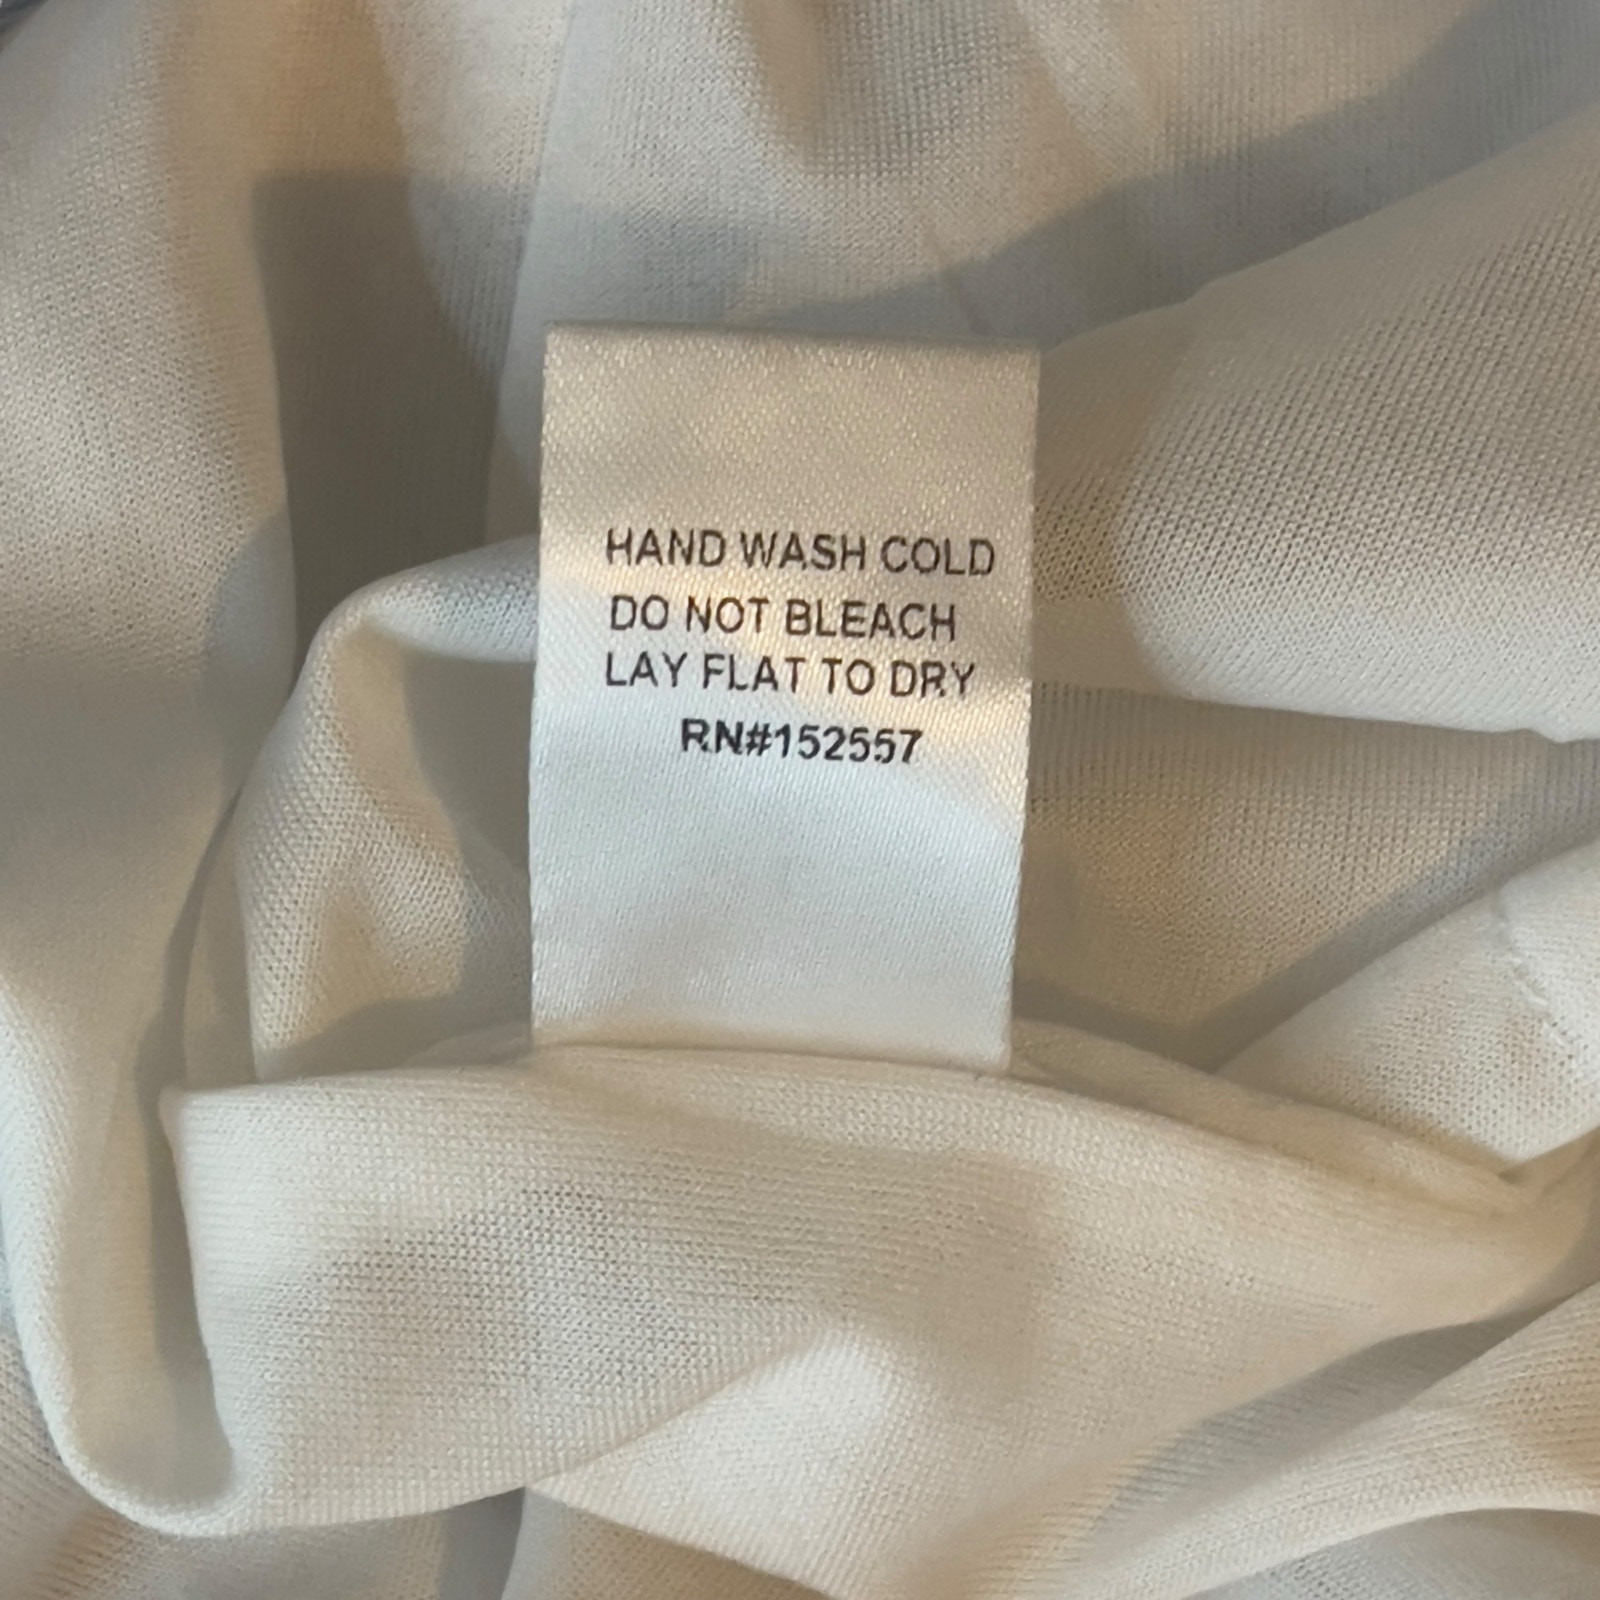 HAND WASH COLD
DO NOT BLEACH
LAY FLAT TO DRY
RN#152557